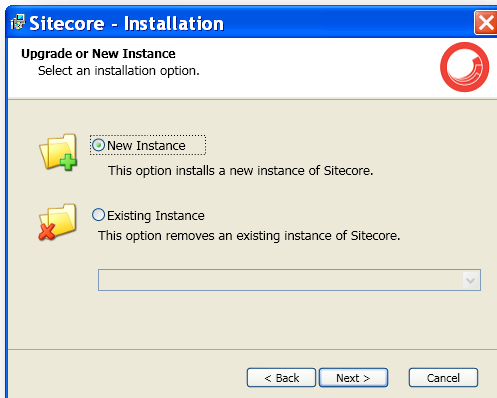 Sitecore - Installation
Upgrade or New Instance
Select an installation option.
New Instance
This option installs a new instance of Sitecore.
Existing Instance
This option removes an existing instance of Sitecore.
< Back Next > Cancel